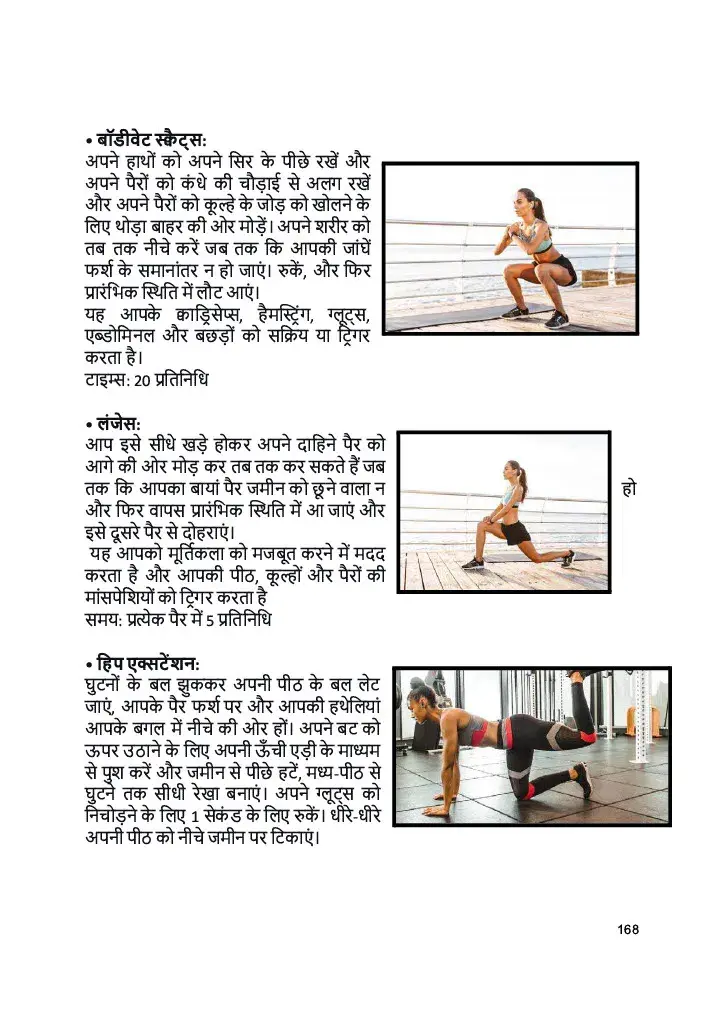 • बॉडीवेट स्क्वैट्स:
अपने हाथों को अपने सिर के पीछे रखें और
अपने पैरों को कंधे की चौड़ाई से अलग रखें
और अपने पैरों को कूल्हे के जोड़ को खोलने के
लिए थोड़ा बाहर की ओर मोड़ें। अपने शरीर को
तब तक नीचे करें जब तक कि आपकी जांघें
फर्श के समानांतर न हो जाएं। रुकें, और फिर
प्रारंभिक स्थिति में लौट आएं।
यह आपके क्वाड्रिसेप्स, हैमस्ट्रिंग, ग्लूट्स,
एब्डोमिनल और बछड़ों को सक्रिय या ट्रिगर
करता है।
टाइम्स: 20 प्रतिनिधि
• लंजेस:
आप इसे सीधे खड़े होकर अपने दाहिने पैर को
आगे की ओर मोड़ कर तब तक कर सकते हैं जब
तक कि आपका बायां पैर जमीन को छूने वाला न हो
और फिर वापस प्रारंभिक स्थिति में आ जाएं और
इसे दूसरे पैर से दोहराएं।
यह आपको मूर्तिकला को मजबूत करने में मदद
करता है और आपकी पीठ, कूल्हों और पैरों की
मांसपेशियों को ट्रिगर करता है
समय: प्रत्येक पैर में 5 प्रतिनिधि
• हिप एक्सटेंशन:
घुटनों के बल झुककर अपनी पीठ के बल लेट
जाएं, आपके पैर फर्श पर और आपकी हथेलियां
आपके बगल में नीचे की ओर हों। अपने बट को
ऊपर उठाने के लिए अपनी ऊँची एड़ी के माध्यम
से पुश करें और जमीन से पीछे हटें, मध्य-पीठ से
घुटने तक सीधी रेखा बनाएं। अपने ग्लूट्स को
निचोड़ने के लिए 1 सेकंड के लिए रुकें। धीरे-धीरे
अपनी पीठ को नीचे जमीन पर टिकाएं।
168